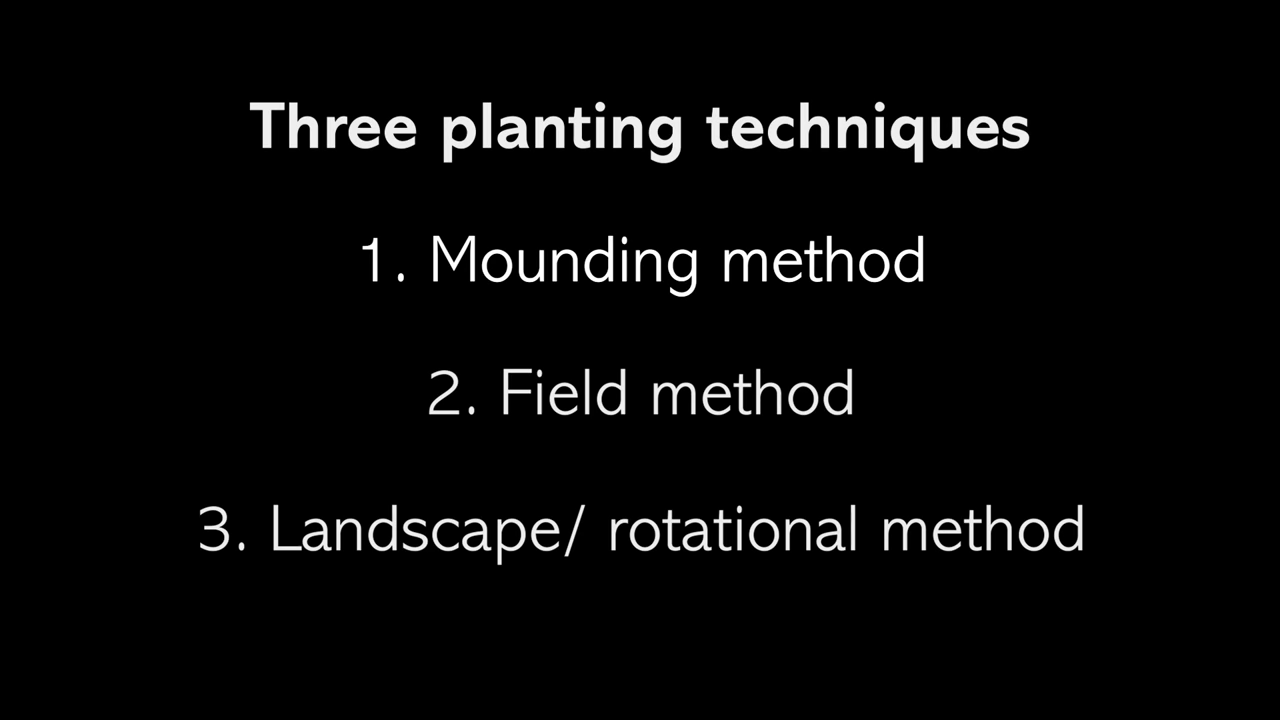 Three planting techniques
1. Mounding method
2. Field method
3. Landscape/ rotational method